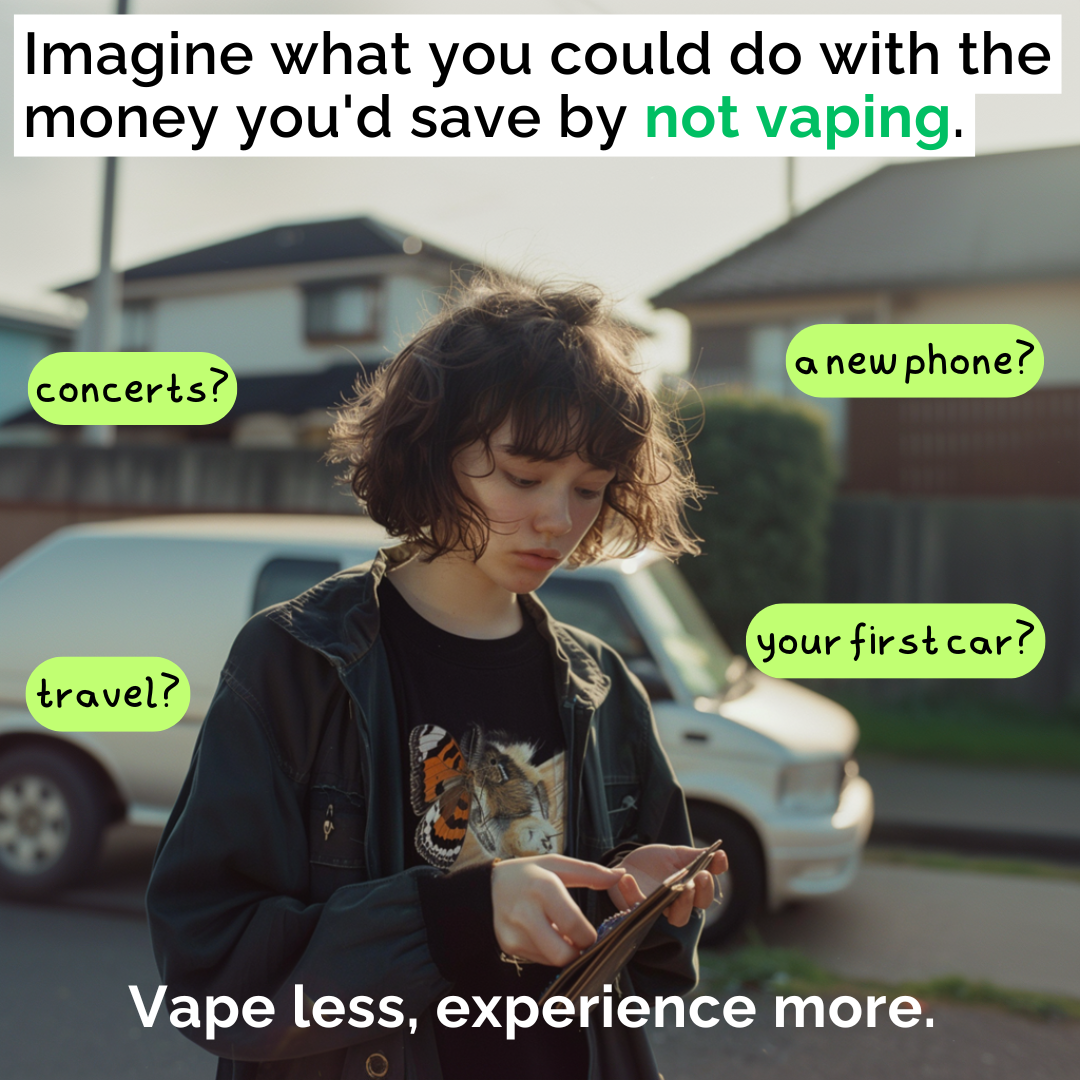 Imagine what you could do with the
money you'd save by not vaping.
concerts?
a new phone?
your first car?
travel?
Vape less, experience more.